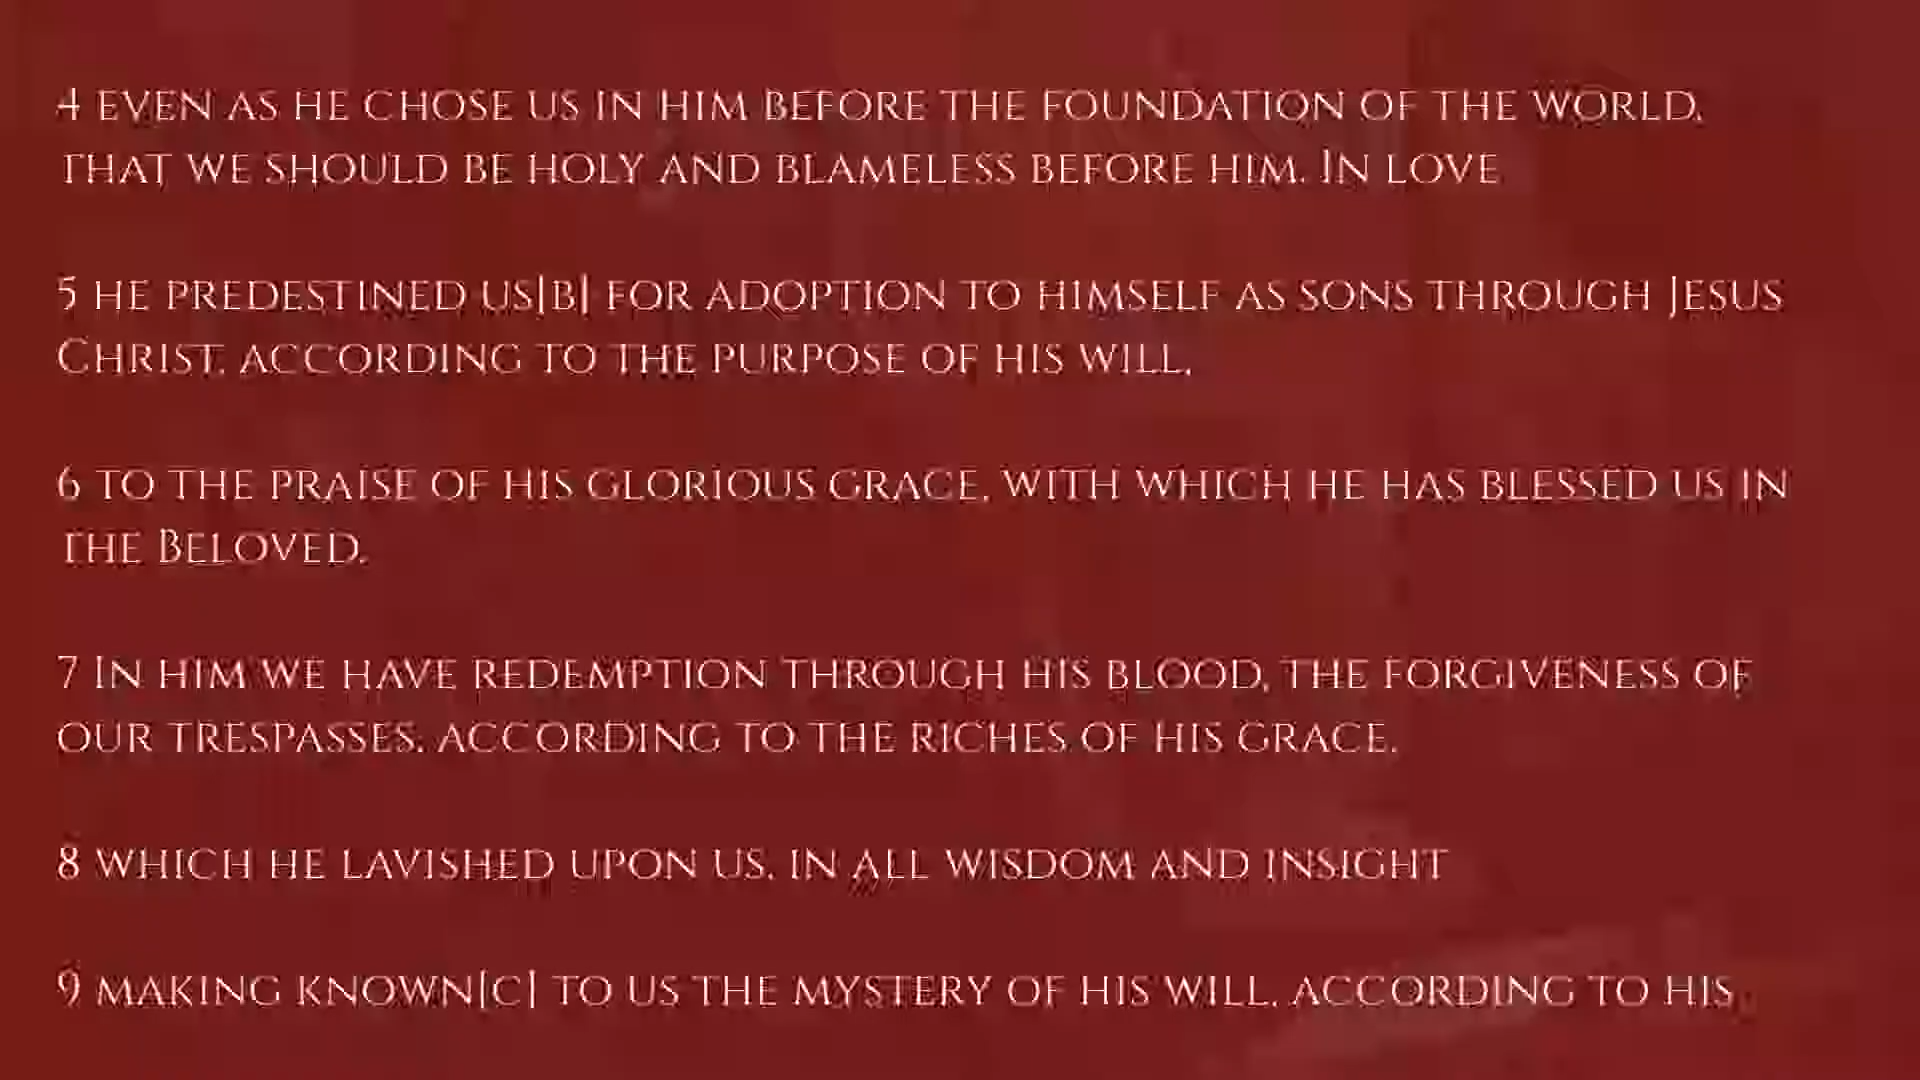 4 even as he chose us in him before the foundation of the world,
that we should be holy and blameless before him. In love
5 he predestined us[b] for adoption to himself as sons through Jesus
Christ, according to the purpose of his will,
6 to the praise of his glorious grace, with which he has blessed us in
the Beloved.
7 In him we have redemption through his blood, the forgiveness of
our trespasses, according to the riches of his grace,
8 which he lavished upon us, in all wisdom and insight
9 making known[c] to us the mystery of his will, according to his